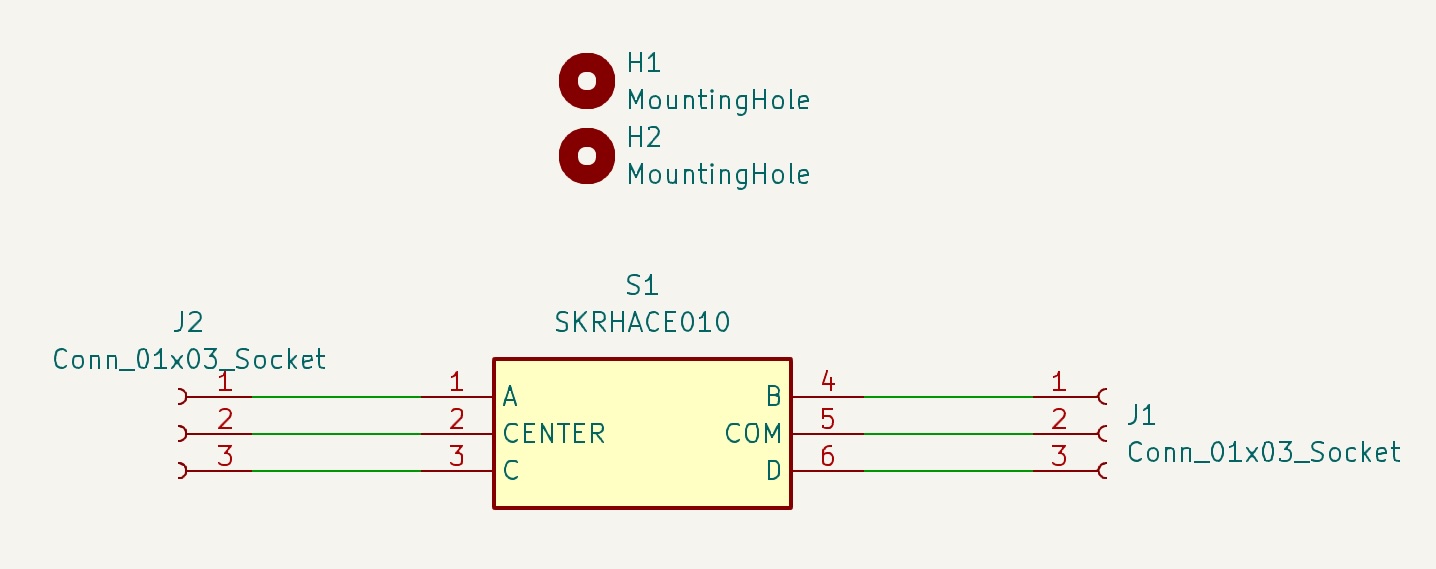 H1
MountingHole
H2
MountingHole
S1
SKRHACE010
J2
Conn_01x03_Socket
1 1 A B 4 1
2 2 CENTER COM 5 2
3 3 C D 6 3
J1
Conn_01x03_Socket